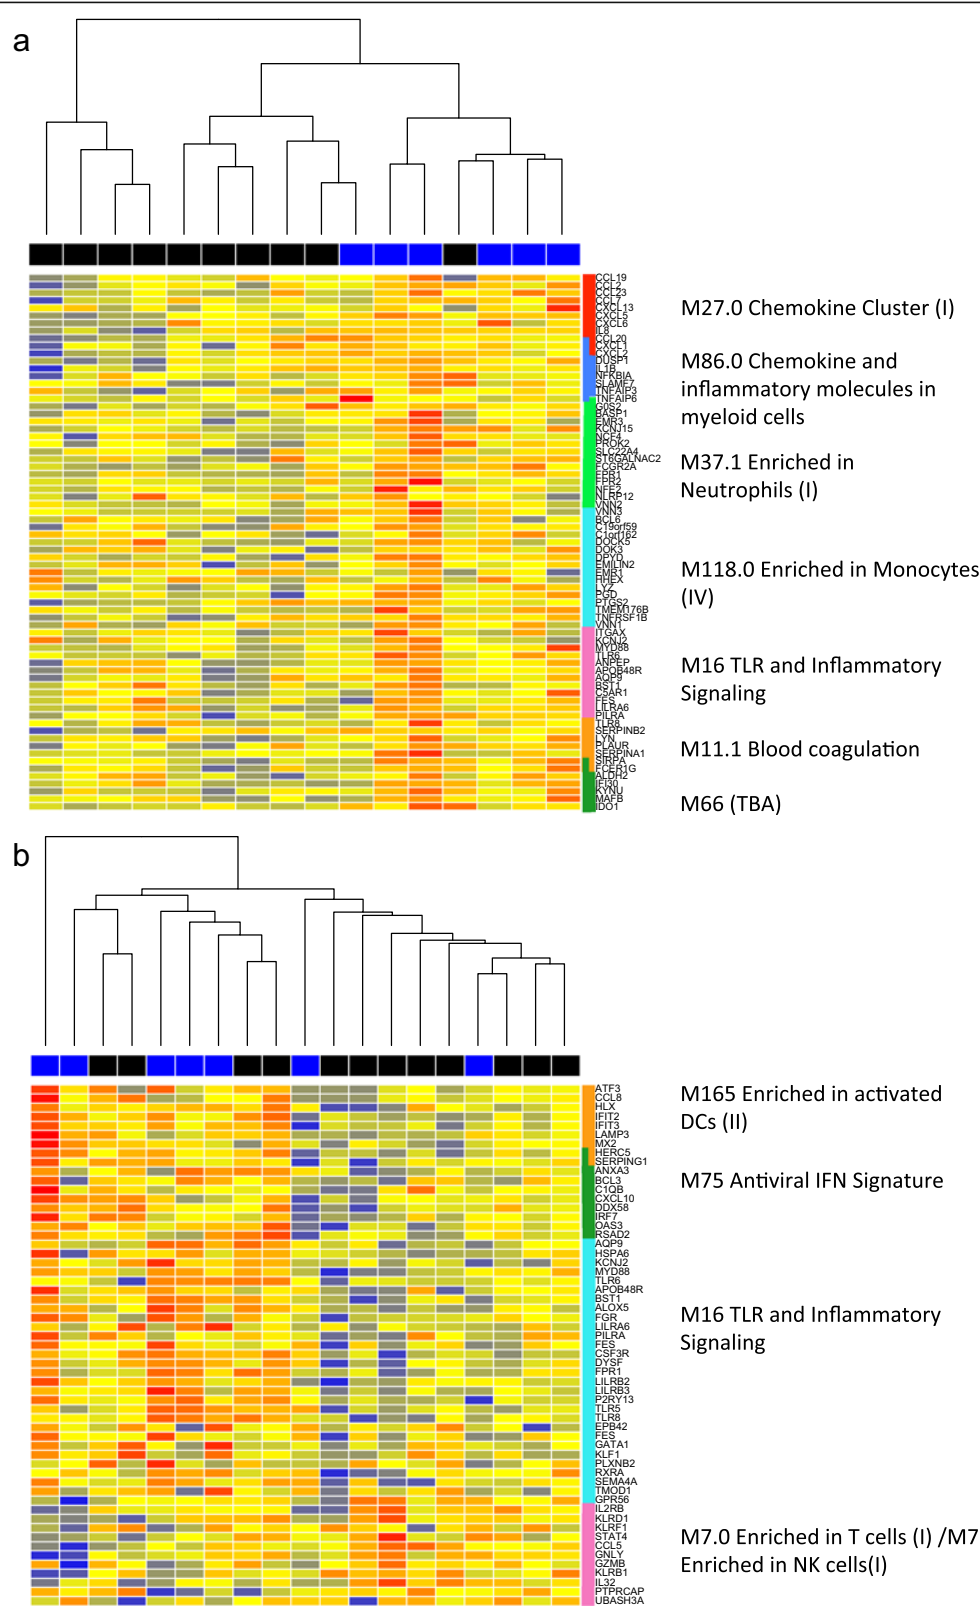 a
CCL19
CCL2
CCL23
CCL7
CXCL13
CXCL5
CXCL6
IL8
CCL20
CXCL1
CXCL2
DUSP1
IL1B
NFKBIA
SLAMF7
TNFAIP3
TNFAIP6
G0S2
BASP1
EMR3
KCNJ15
NCF4
PROK2
SLC22A4
ST6GALNAC2
FCGR2A
FPR1
FPR2
NFE2
NLRP12
VNN2
VNN3
BCL6
C19orf59
C1orf162
DOCK5
DOK3
DPYD
EMILIN2
EMR1
HHEX
LYZ
PGD
PTGS2
TMEM176B
TNFRSF1B
VNN1
ITGAX
KCNJ2
MYD88
TLR6
ANPEP
APOB48R
AQP9
BST1
C5AR1
FES
LILRA6
PILRA
TLR8
SERPINB2
LYN
PLAUR
SERPINA1
SIRPA
FCER1G
ALDH2
IFI30
KYNU
MAFB
IDO1
M27.0 Chemokine Cluster (I)
M86.0 Chemokine and
inflammatory molecules in
myeloid cells
M37.1 Enriched in
Neutrophils (I)
M118.0 Enriched in Monocytes
(IV)
M16 TLR and Inflammatory
Signaling
M11.1 Blood coagulation
M66 (TBA)
b
ATF3
CCL8
HLX
IFIT2
IFIT3
LAMP3
MX2
HERC5
SERPING1
ANXA3
BCL3
C1QB
CXCL10
DDX58
IRF7
OAS3
RSAD2
AQP9
HSPA6
KCNJ2
MYD88
TLR6
APOB48R
BST1
ALOX5
FGR
LILRA6
PILRA
FES
CSF3R
DYSF
FPR1
LILRB2
LILRB3
P2RY13
TLR5
TLR8
EPB42
FES
GATA1
KLF1
PLXNB2
RXRA
SEMA4A
TMOD1
GPR56
IL2RB
KLRD1
KLRF1
STAT4
CCL5
GNLY
GZMB
KLRB1
IL32
PTPRCAP
UBASH3A
M165 Enriched in activated
DCs (II)
M75 Antiviral IFN Signature
M16 TLR and Inflammatory
Signaling
M7.0 Enriched in T cells (I) /M7
Enriched in NK cells(I)